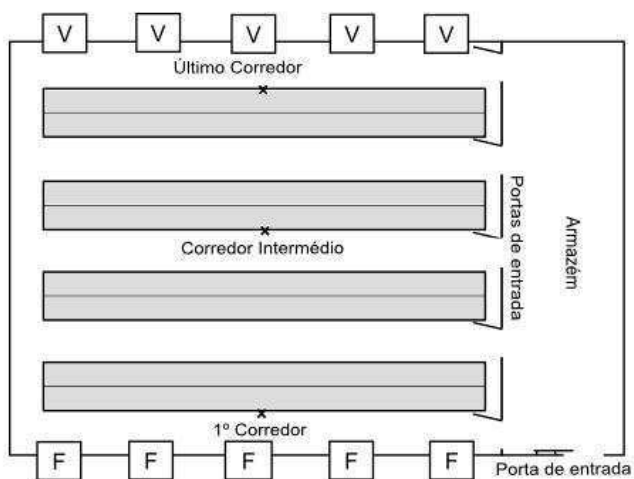 V V V V V
Último Corredor
Corredor Intermédio
Portas de entrada
Armazém
1º Corredor
F F F F F
Porta de entrada